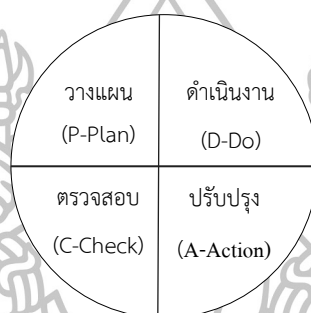 วางแผน
(P-Plan)
ดำเนินงาน
(D-Do)
ตรวจสอบ
(C-Check)
ปรับปรุง
(A-Action)